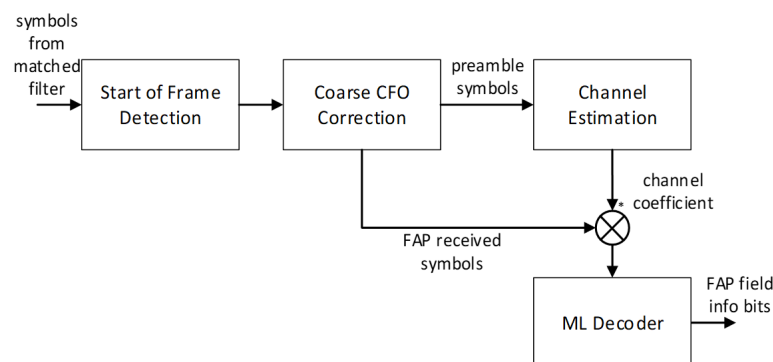 symbols
from
matched
filter
Start of Frame
Detection
Coarse CFO
Correction
preamble
symbols
Channel
Estimation
channel
coefficient
*
FAP received
symbols
ML Decoder
FAP field
info bits